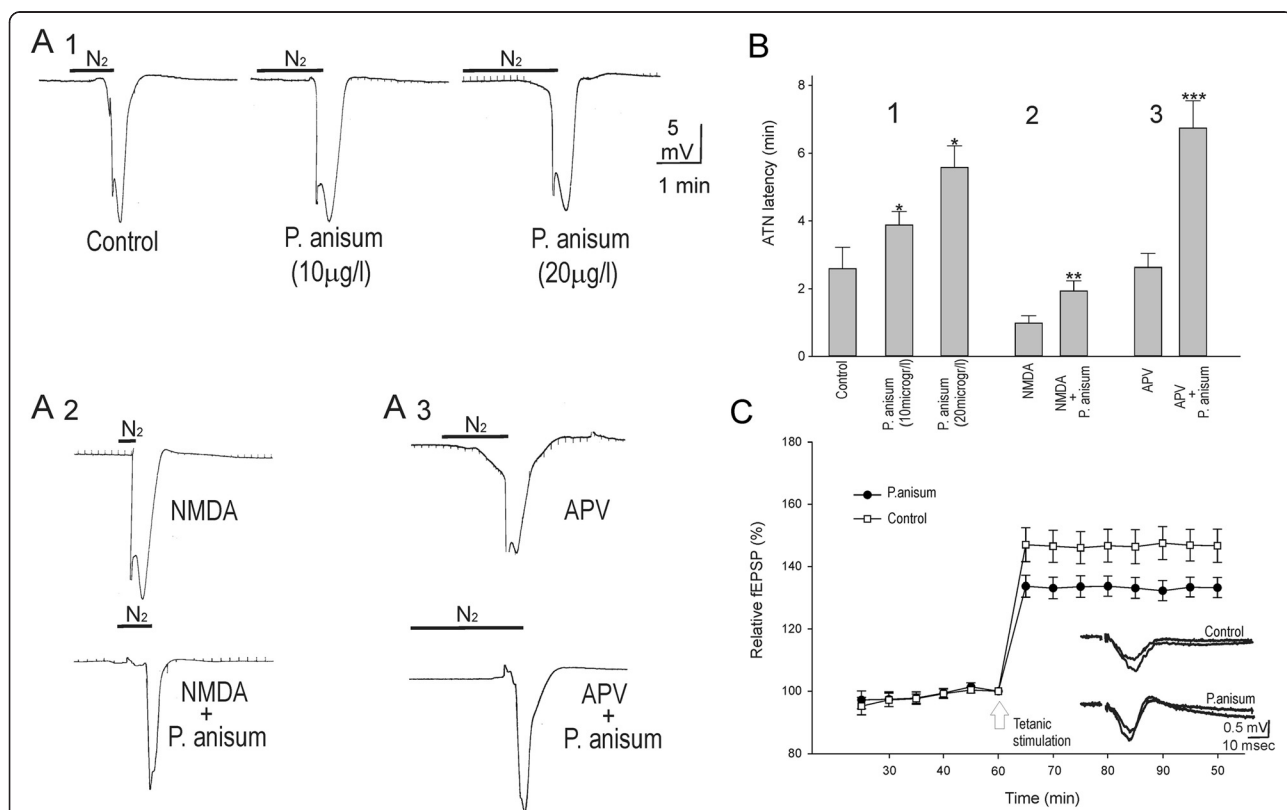 A 1
N2
N2
N2
Control
P. anisum
(10µg/l)
P. anisum
(20µg/l)
5
mV
1 min
B
ATN latency (min)
8
6
4
2
0
1
2
3
*
*
**
***
Control
P. anisum
(10microgr/l)
P. anisum
(20microgr/l)
NMDA
NMDA
+
P. anisum
APV
APV
+
P. anisum
A 2
N2
NMDA
N2
NMDA
+
P. anisum
A 3
N2
APV
N2
APV
+
P. anisum
C
Relative fEPSP (%)
180
160
140
120
100
80
P.anisum
Control
Tetanic
stimulation
Control
P.anisum
0.5 mV
10 msec
30 40 50 60 70 80 90 50
Time (min)